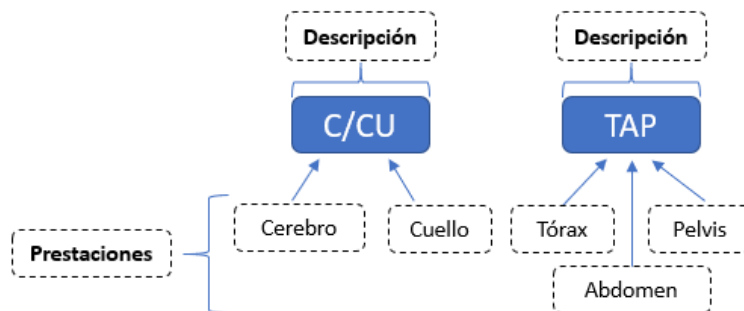 Descripción
Descripción
C/CU
TAP
Cerebro
Cuello
Tórax
Pelvis
Prestaciones
Abdomen